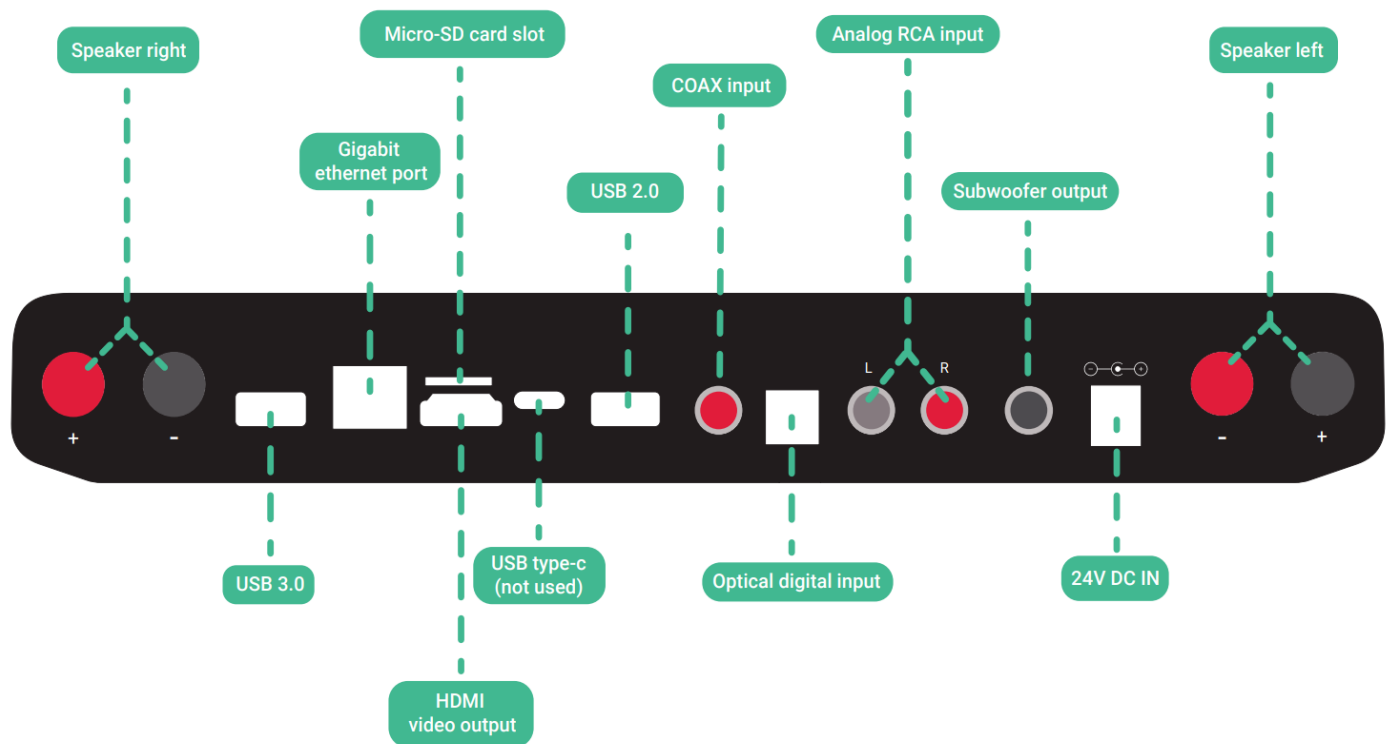 Speaker right
Micro-SD card slot
Analog RCA input
Speaker left
COAX input
Gigabit
ethernet port
USB 2.0
Subwoofer output
L
R
+
-
-
+
USB 3.0
USB type-c
(not used)
Optical digital input
24V DC IN
HDMI
video output